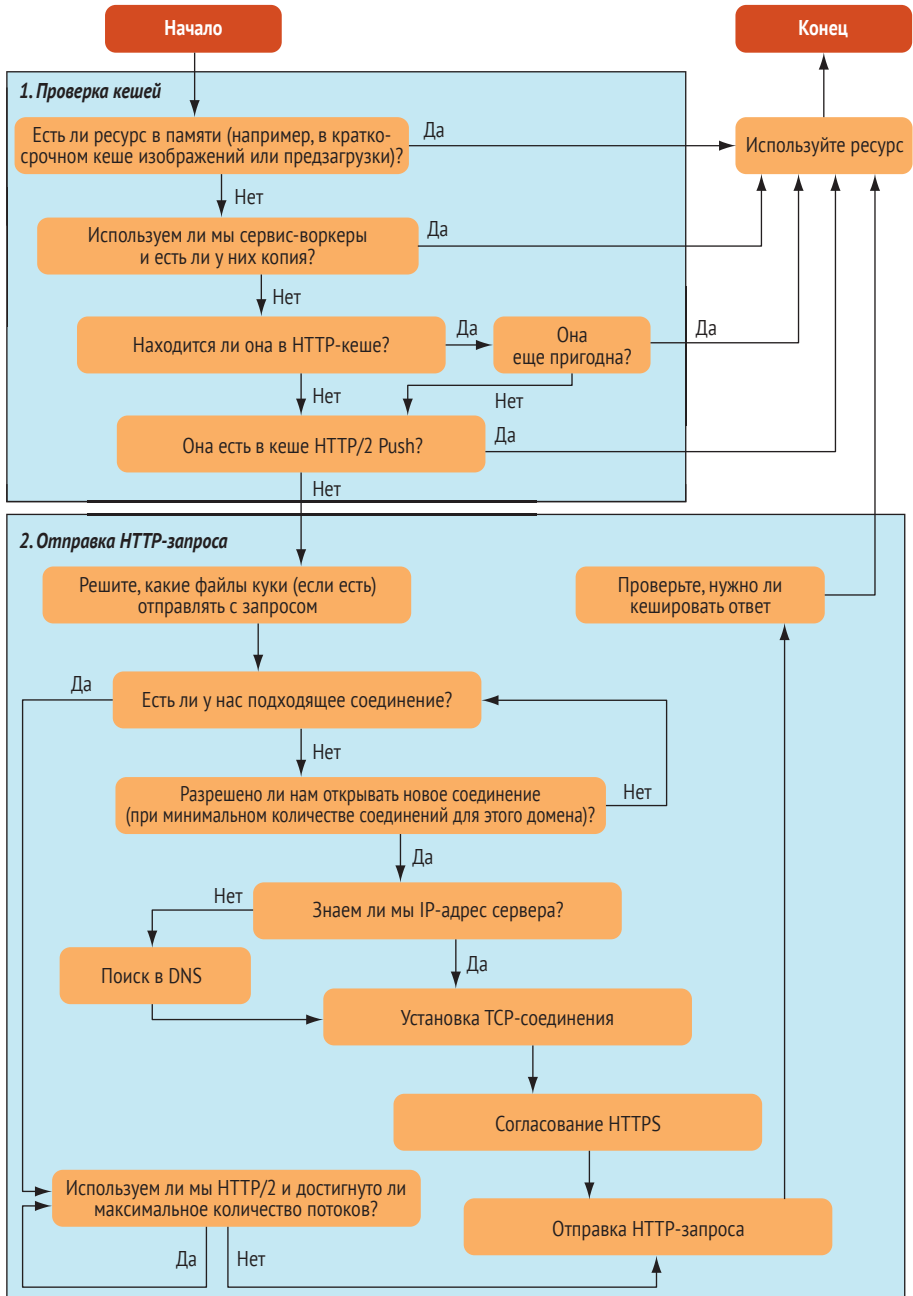 Начало
Конец
1. Проверка кешей
Есть ли ресурс в памяти (например, в кратко-
срочном кеше изображений или предзагрузки)?
Да
Используйте ресурс
Нет
Используем ли мы сервис-воркеры
и есть ли у них копия?
Да
Нет
Находится ли она в HTTP-кеше?
Да
Она
еще пригодна?
Да
Нет
Нет
Она есть в кеше HTTP/2 Push?
Да
Нет
2. Отправка HTTP-запроса
Решите, какие файлы куки (если есть)
отправлять с запросом
Проверьте, нужно ли
кешировать ответ
Да
Есть ли у нас подходящее соединение?
Нет
Разрешено ли нам открывать новое соединение
(при минимальном количестве соединений для этого домена)?
Нет
Да
Нет
Знаем ли мы IP-адрес сервера?
Да
Поиск в DNS
Установка TCP-соединения
Согласование HTTPS
Используем ли мы HTTP/2 и достигнуто ли
максимальное количество потоков?
Отправка HTTP-запроса
Да
Нет